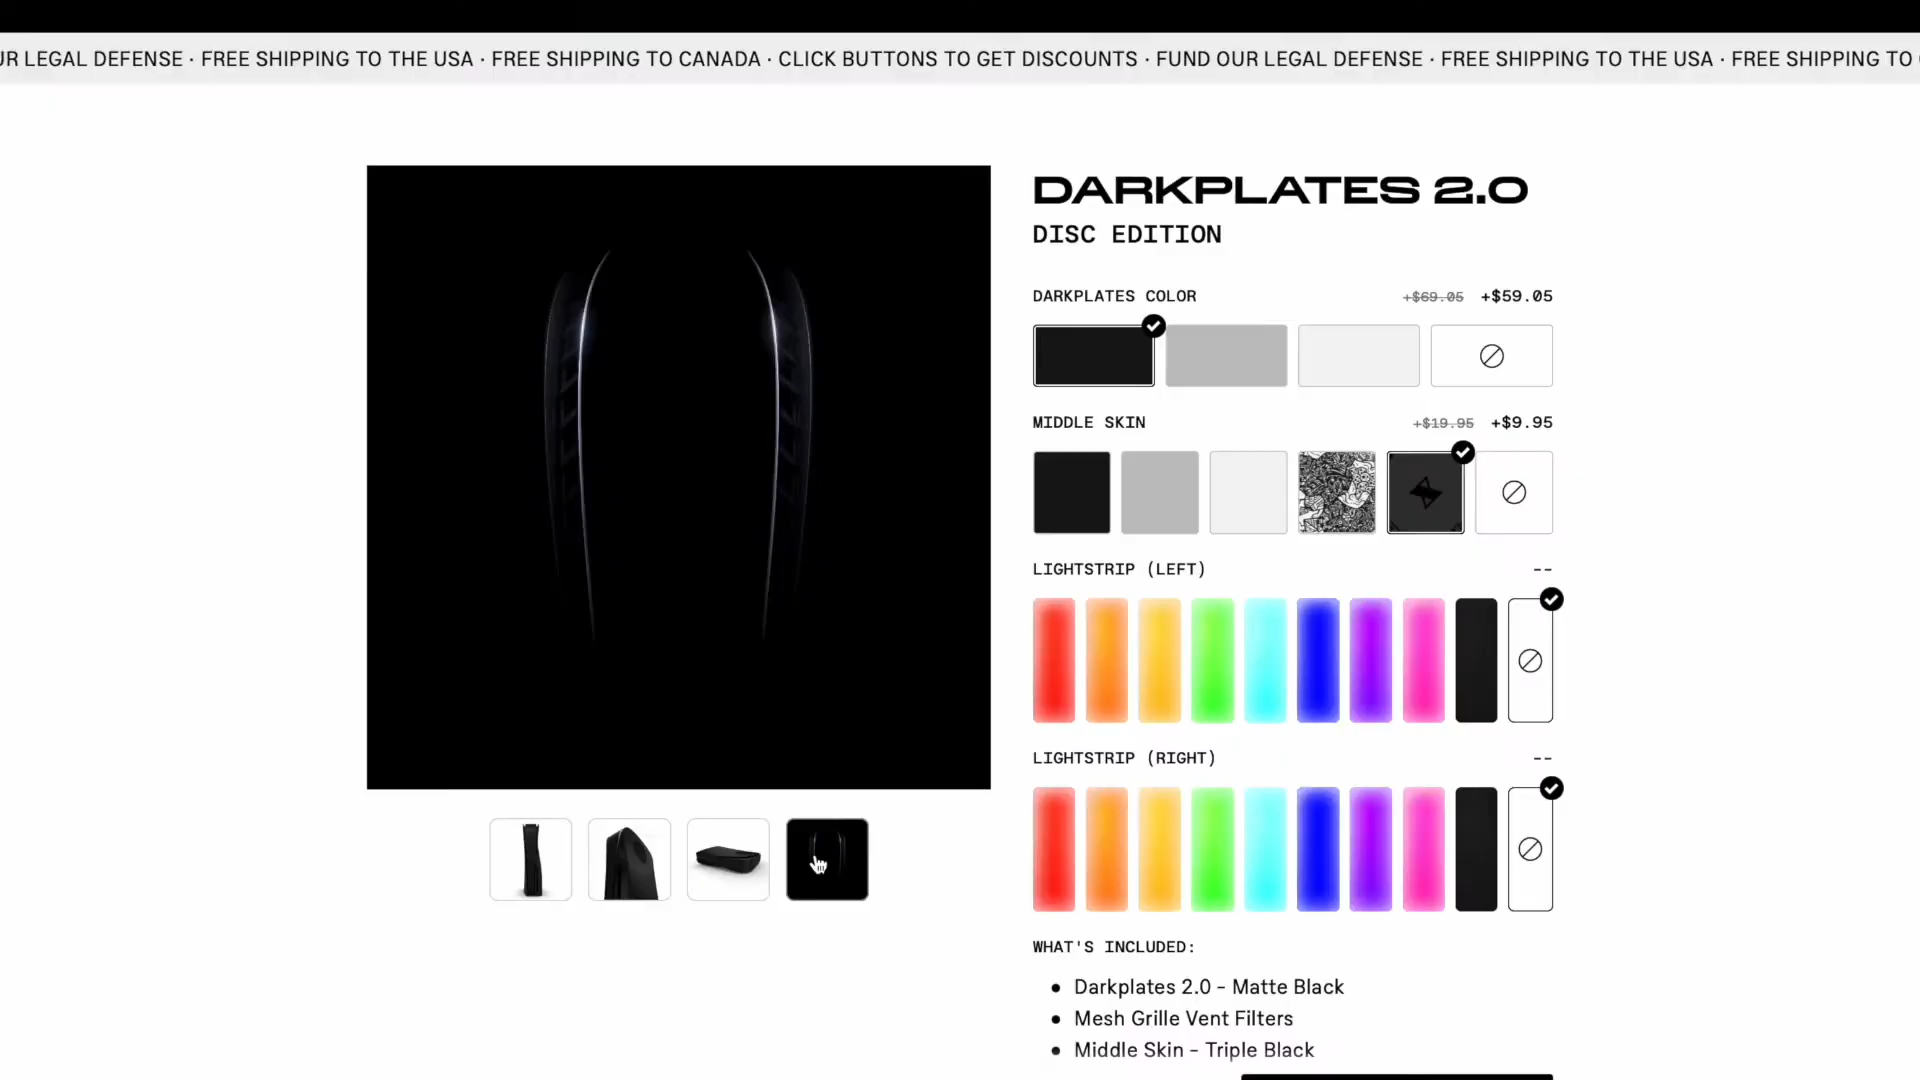 UR LEGAL DEFENSE · FREE SHIPPING TO THE USA · FREE SHIPPING TO CANADA · CLICK BUTTONS TO GET DISCOUNTS · FUND OUR LEGAL DEFENSE · FREE SHIPPING TO THE USA · FREE SHIPPING TO
DARKPLATES 2.0
DISC EDITION
DARKPLATES COLOR +$69.05 +$59.05
MIDDLE SKIN +$19.95 +$9.95
LIGHTSTRIP (LEFT) --
LIGHTSTRIP (RIGHT) --
WHAT'S INCLUDED:
• Darkplates 2.0 - Matte Black
• Mesh Grille Vent Filters
• Middle Skin - Triple Black